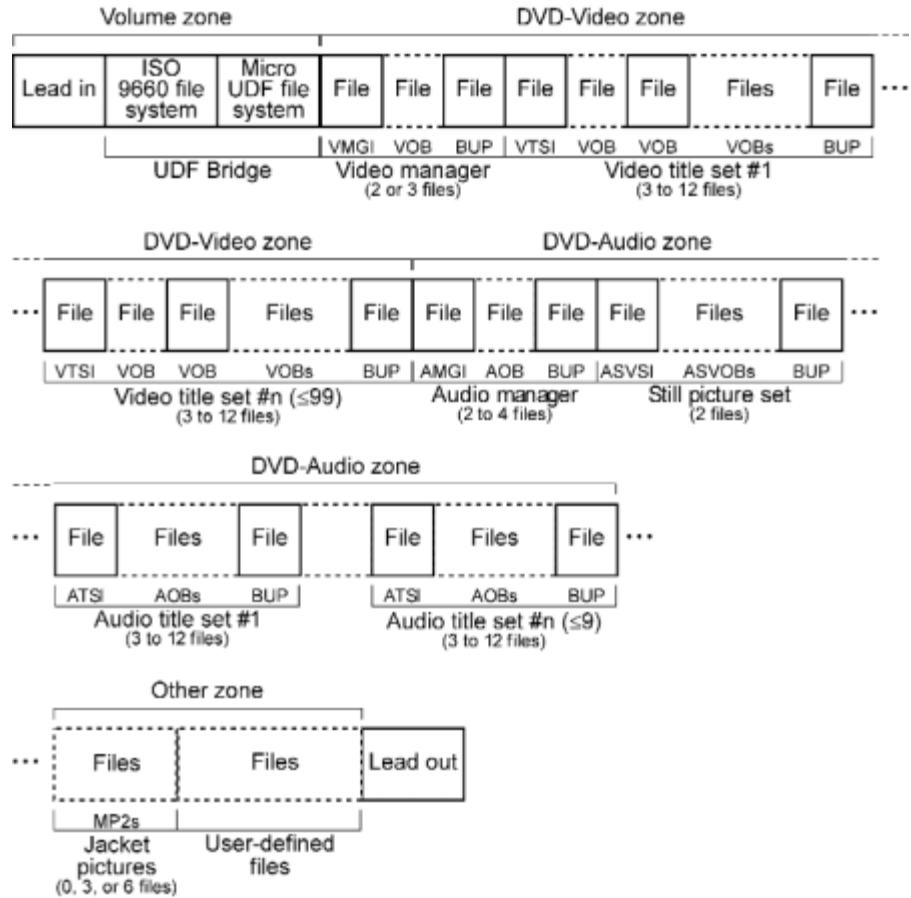 Volume zone DVD-Video zone
Lead in ISO 9660 file system Micro UDF file system File File File File File File Files File ...
VMGI VOB BUP VTSI VOB VOB VOBs BUP
UDF Bridge Video manager Video title set #1
(2 or 3 files) (3 to 12 files)
DVD-Video zone DVD-Audio zone
... File File File Files File File File File File Files File ...
VTSI VOB VOB VOBs BUP AMGI AOB BUP ASVSI ASVOBs BUP
Video title set #n (≤99) Audio manager Still picture set
(3 to 12 files) (2 to 4 files) (2 files)
DVD-Audio zone
... File Files File File Files File ...
ATSI AOBs BUP ATSI AOBs BUP
Audio title set #1 Audio title set #n (≤9)
(3 to 12 files) (3 to 12 files)
Other zone
... Files Files Lead out
MP2s
Jacket User-defined
pictures files
(0, 3, or 6 files)